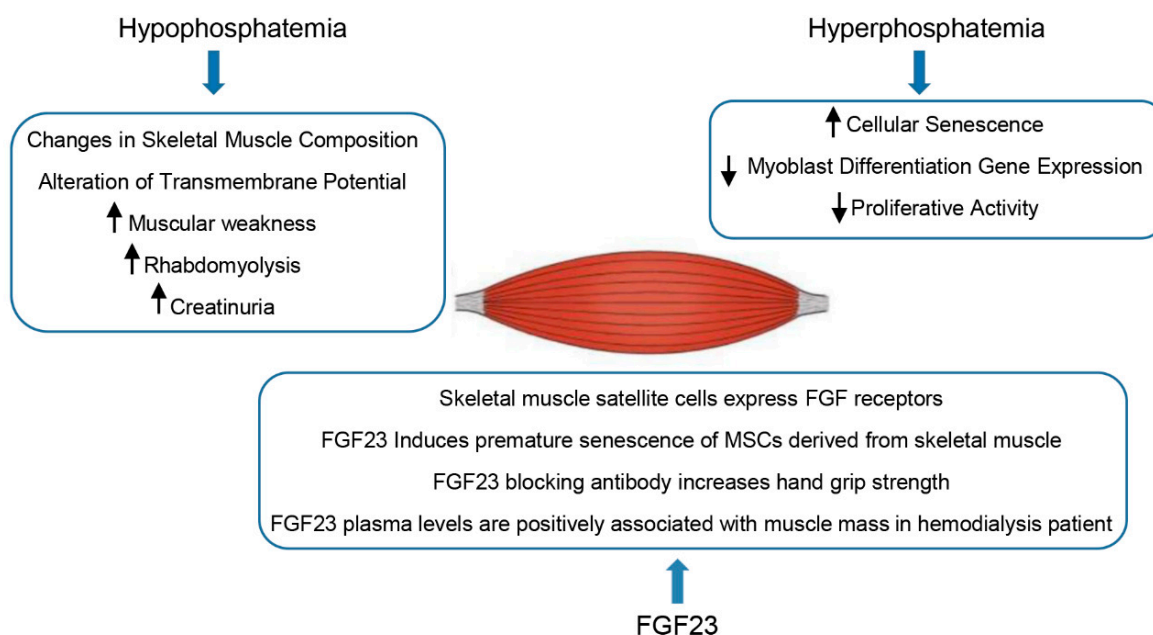 Hypophosphatemia
Changes in Skeletal Muscle Composition
Alteration of Transmembrane Potential
Muscular weakness
Rhabdomyolysis
Creatinuria
Hyperphosphatemia
Cellular Senescence
Myoblast Differentiation Gene Expression
Proliferative Activity
Skeletal muscle satellite cells express FGF receptors
FGF23 Induces premature senescence of MSCs derived from skeletal muscle
FGF23 blocking antibody increases hand grip strength
FGF23 plasma levels are positively associated with muscle mass in hemodialysis patient
FGF23